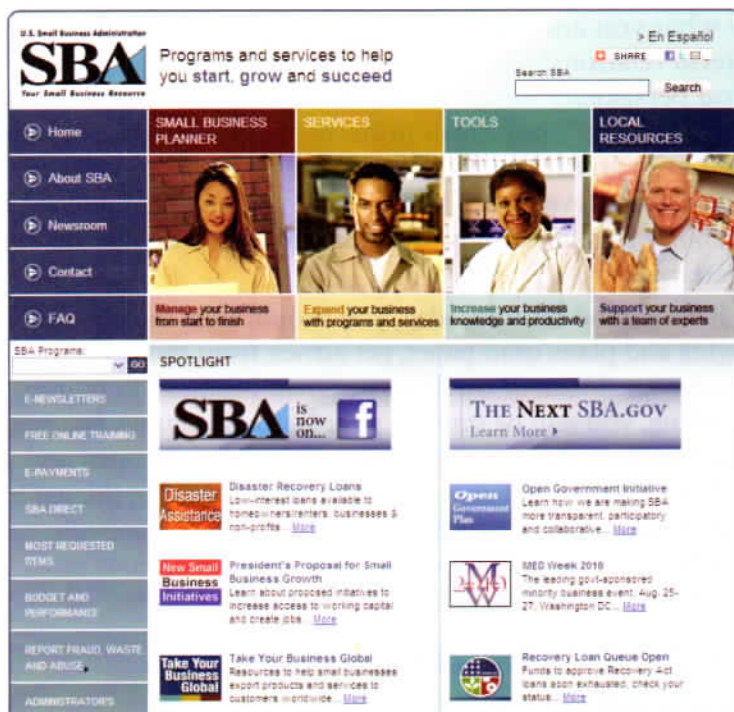 U.S. Small Business Administration
SBA
Your Small Business Resource
Programs and services to help
you start, grow and succeed
> En Español
SHARE
Search SBA
Search
Home
About SBA
Newsroom
Contact
FAQ
SMALL BUSINESS
PLANNER
SERVICES
TOOLS
LOCAL
RESOURCES
Manage your business
from start to finish
Expand your business
with programs and services
Increase your business
knowledge and productivity
Support your business
with a team of experts
SBA Programs:
GO
E-NEWSLETTERS
FREE ONLINE TRAINING
E-PAYMENTS
SBA DIRECT
MOST REQUESTED
ITEMS
BUDGET AND
PERFORMANCE
REPORT FRAUD, WASTE
AND ABUSE
ADMINISTRATOR'S
SPOTLIGHT
SBA is
now
on...
f
THE NEXT SBA.GOV
Learn More
Disaster
Assistance
Disaster Recovery Loans
Low-interest loans available to
homeowners/renters, businesses &
non-profits... More
New Small
Business
Initiatives
President's Proposal for Small
Business Growth
Learn about proposed initiatives to
increase access to working capital
and create jobs... More
Take Your
Business
Global
Take Your Business Global
Resources to help small businesses
export products and services to
customers worldwide... More
Open
Government
Plan
Open Government Initiative
Learn how we are making SBA
more transparent, participatory
and collaborative... More
MED Week 2010
The leading govt-sponsored
minority business event, Aug. 25-
27, Washington DC... More
Recovery Loan Queue Open
Funds to approve Recovery Act
loans soon exhausted, check your
status... More